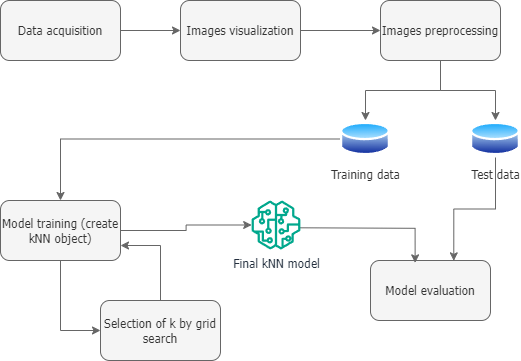 Data acquisition
Images visualization
Images preprocessing
Training data
Test data
Model training (create
kNN object)
Final kNN model
Model evaluation
Selection of k by grid
search